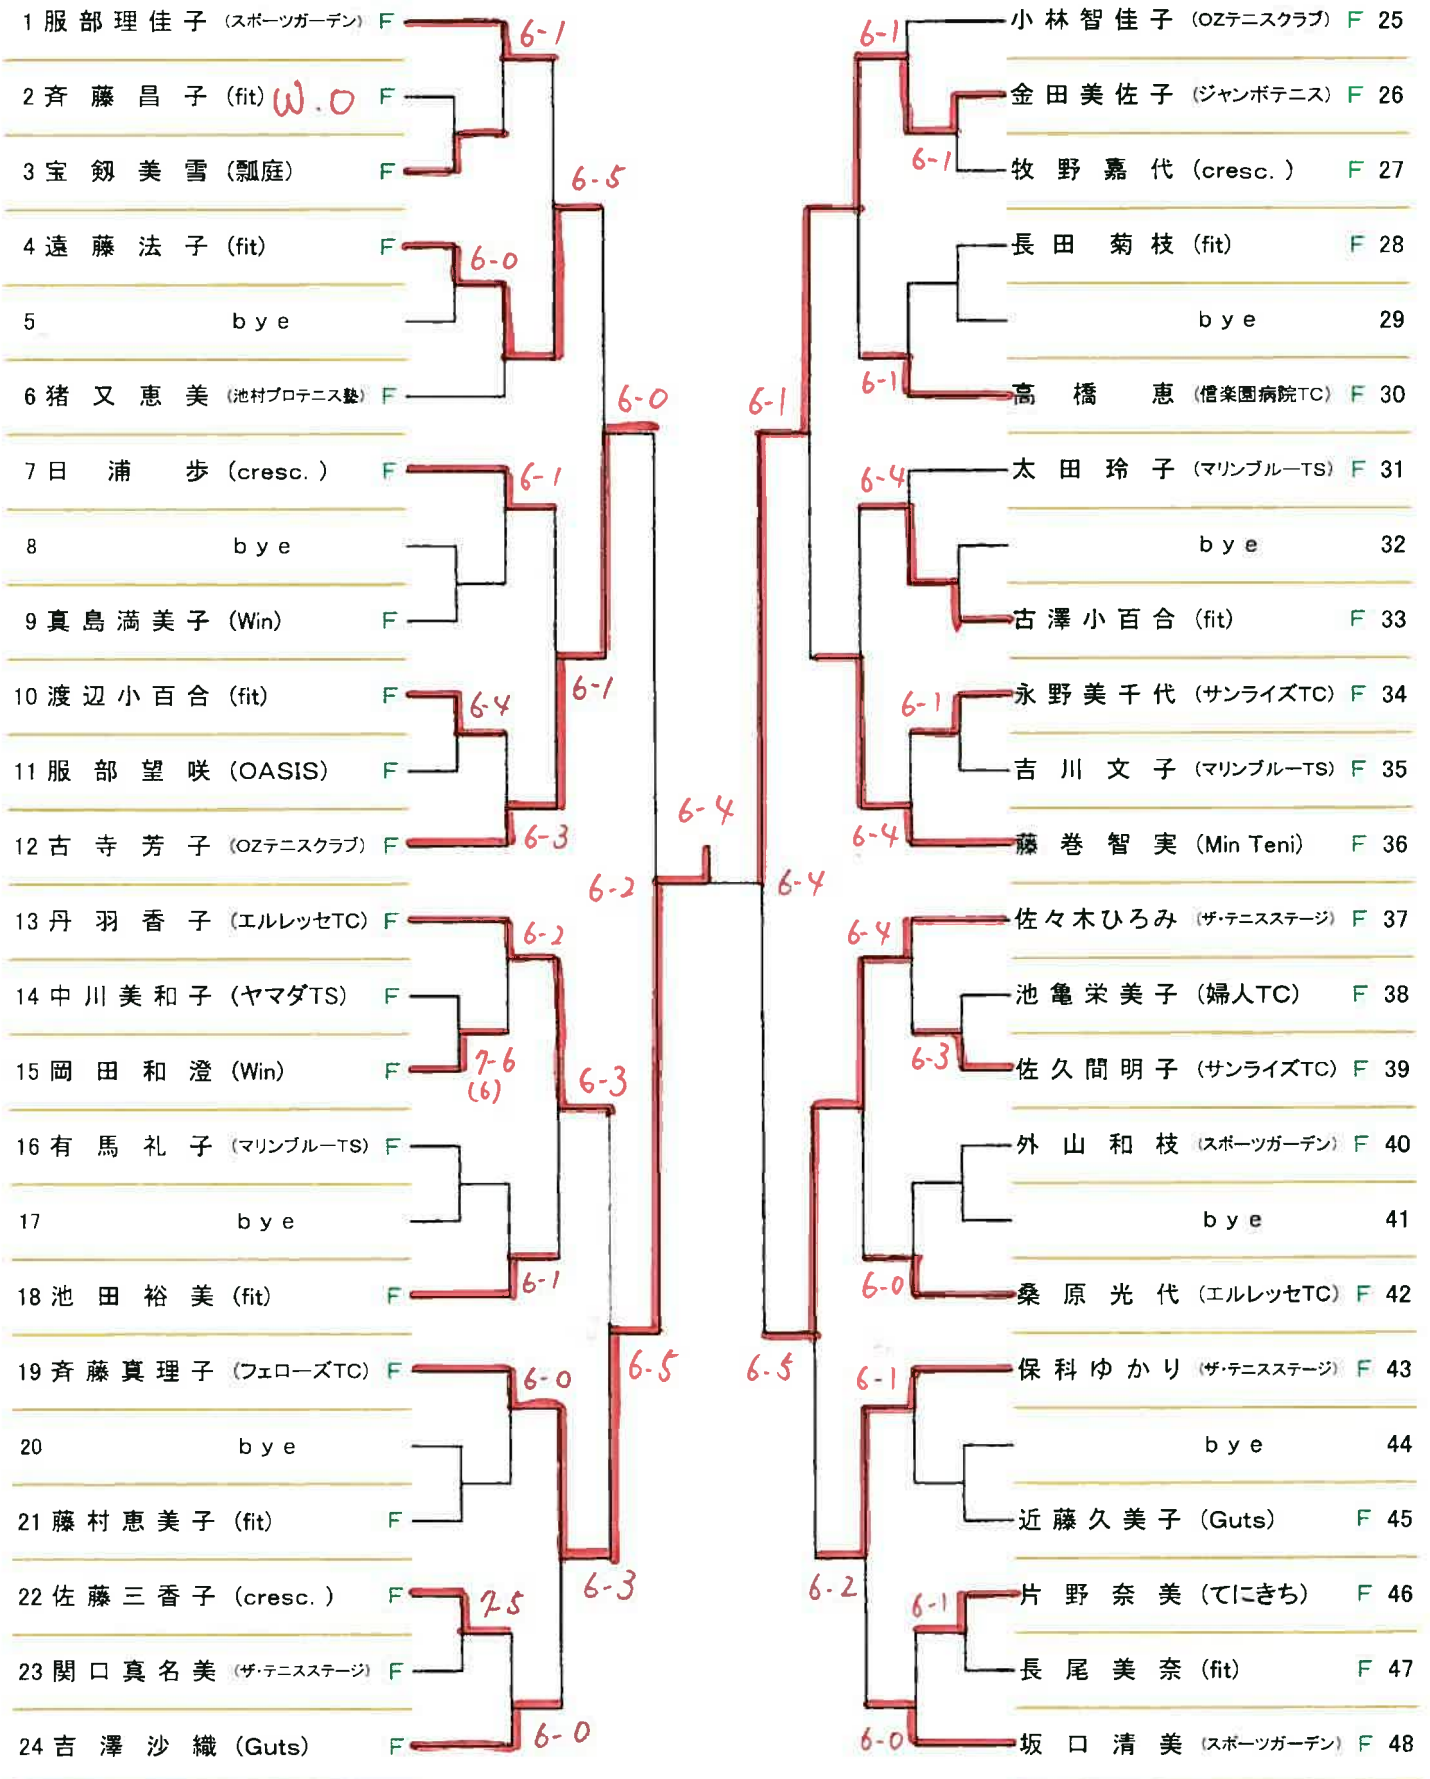 1 服部理佳子 (スポーツガーデン) F
2 斉藤昌子 (fit) W.O F
3 宝剱美雪 (瓢庭) F
4 遠藤法子 (fit) F
5 bye
6 猪又恵美 (池村プロテニス塾) F
7 日浦歩 (cresc.) F
8 bye
9 真島満美子 (Win) F
10 渡辺小百合 (fit) F
11 服部望咲 (OASIS) F
12 古寺芳子 (OZテニスクラブ) F
13 丹羽香子 (エルレッセTC) F
14 中川美和子 (ヤマダTS) F
15 岡田和澄 (Win) F
16 有馬礼子 (マリンブルーTS) F
17 bye
18 池田裕美 (fit) F
19 斉藤真理子 (フェローズTC) F
20 bye
21 藤村恵美子 (fit) F
22 佐藤三香子 (cresc.) F
23 関口真名美 (ザ・テニスステージ) F
24 吉澤沙織 (Guts) F
6-1
6-5
6-0
6-0
6-1
6-1
6-4
6-3
6-2
6-2
7-6
(6)
6-3
6-1
6-5
6-0
6-3
7-5
6-0
6-4
6-1
6-1
6-1
6-1
6-4
6-1
6-4
6-4
6-4
6-3
6-0
6-5
6-1
6-2
6-1
6-0
小林智佳子 (OZテニスクラブ) F 25
金田美佐子 (ジャンボテニス) F 26
牧野嘉代 (cresc.) F 27
長田菊枝 (fit) F 28
bye 29
高橋恵 (信楽園病院TC) F 30
太田玲子 (マリンブルーTS) F 31
bye 32
古澤小百合 (fit) F 33
永野美千代 (サンライズTC) F 34
吉川文子 (マリンブルーTS) F 35
藤巻智実 (Min Teni) F 36
佐々木ひろみ (ザ・テニスステージ) F 37
池亀栄美子 (婦人TC) F 38
佐久間明子 (サンライズTC) F 39
外山和枝 (スポーツガーデン) F 40
bye 41
桑原光代 (エルレッセTC) F 42
保科ゆかり (ザ・テニスステージ) F 43
bye 44
近藤久美子 (Guts) F 45
片野奈美 (てにきち) F 46
長尾美奈 (fit) F 47
坂口清美 (スポーツガーデン) F 48